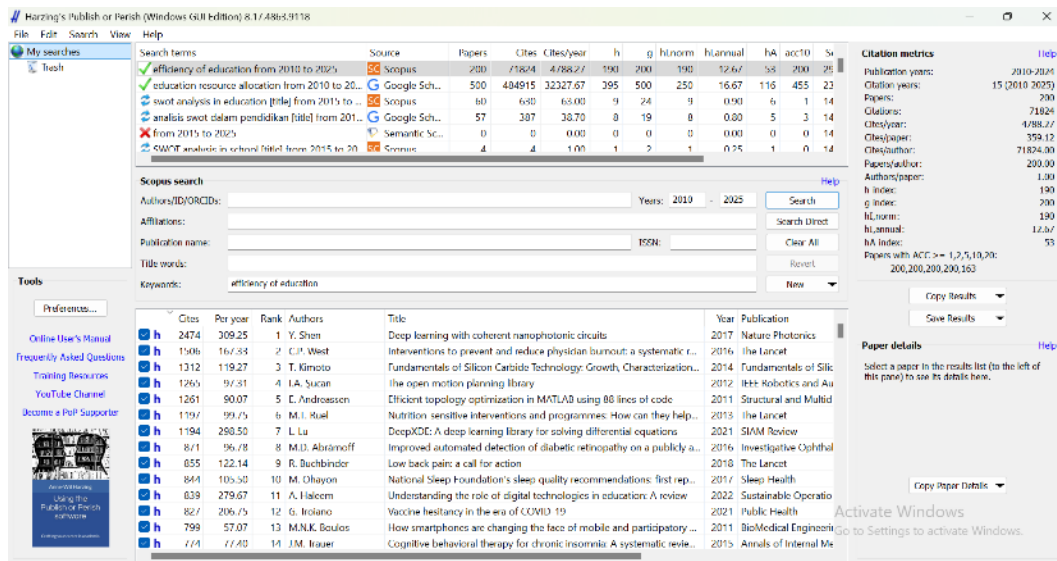 Harzing's Publish or Perish (Windows GUI Edition) 8.17.4863.9118
File Edit Search View Help
My searches
Trash
Search terms Source Papers Cites Cites/year h g hI,norm hI,annual hA acc10
efficiency of education from 2010 to 2025 Scopus 200 71824 4788.27 190 200 190 12.67 53 200
education resource allocation from 2010 to 20... Google Sch... 500 484915 32327.67 395 500 250 16.67 116 455 23
swot analysis in education [title] from 2015 to ... Scopus 60 630 63.00 9 24 9 0.90 6 1 14
analisis swot dalam pendidikan [title] from 201... Google Sch... 57 387 38.70 8 19 8 0.80 5 3 14
from 2015 to 2025 Semantic Sc... 0 0 0.00 0 0 0 0.00 0 0 14
SWOT analysis in school [title] from 2015 to 20 Scopus 4 4 1.00 1 2 1 0.25 1 0 14
Scopus search Help
Authors/ID/ORCIDs: Years: 2010 - 2025 Search
Affiliations: Search Direct
Publication name: ISSN: Clear All
Title words: Revert
Keywords: efficiency of education New
Cites Per year Rank Authors Title Year Publication
h 2474 309.25 1 Y. Shen Deep learning with coherent nanophotonic circuits 2017 Nature Photonics
h 1506 167.33 2 C.P. West Interventions to prevent and reduce physician burnout: a systematic r... 2016 The Lancet
h 1312 119.27 3 T. Kimoto Fundamentals of Silicon Carbide Technology: Growth, Characterization... 2014 Fundamentals of Silic
h 1265 97.31 4 I.A. Şucan The open motion planning library 2012 IEEE Robotics and Au
h 1261 90.07 5 E. Andreassen Efficient topology optimization in MATLAB using 88 lines of code 2011 Structural and Multid
h 1197 99.75 6 M.T. Ruel Nutrition-sensitive interventions and programmes: How can they help... 2013 The Lancet
h 1194 298.50 7 L. Lu DeepXDE: A deep learning library for solving differential equations 2021 SIAM Review
h 871 96.78 8 M.D. Abràmoff Improved automated detection of diabetic retinopathy on a publicly a... 2016 Investigative Ophthal
h 855 122.14 9 R. Buchbinder Low back pain: a call for action 2018 The Lancet
h 844 105.50 10 M. Ohayon National Sleep Foundation's sleep quality recommendations: first rep... 2017 Sleep Health
h 839 279.67 11 A. Haleem Understanding the role of digital technologies in education: A review 2022 Sustainable Operatio
h 827 206.75 12 G. Troiano Vaccine hesitancy in the era of COVID-19 2021 Public Health
h 799 57.07 13 M.N.K. Boulos How smartphones are changing the face of mobile and participatory ... 2011 BioMedical Engineerin
h 774 77.40 14 J.M. Trauer Cognitive behavioral therapy for chronic insomnia: A systematic revie... 2015 Annals of Internal Me
Tools
Preferences...
Online User's Manual
Frequently Asked Questions
Training Resources
YouTube Channel
Become a PoP Supporter
Using the
Publish or Perish
software
Citation metrics Help
Publication years: 2010-2024
Citation years: 15 (2010-2025)
Papers: 200
Citations: 71824
Cites/year: 4788.27
Cites/paper: 359.12
Cites/author: 71824.00
Papers/author: 200.00
Authors/paper: 1.00
h index: 190
g index: 200
hI,norm: 190
hI,annual: 12.67
hA index: 53
Papers with ACC >= 1,2,5,10,20:
200,200,200,200,163
Copy Results
Save Results
Paper details Help
Select a paper in the results list (to the left of
this pane) to see its details here.
Copy Paper Details
Activate Windows
Go to Settings to activate Windows.